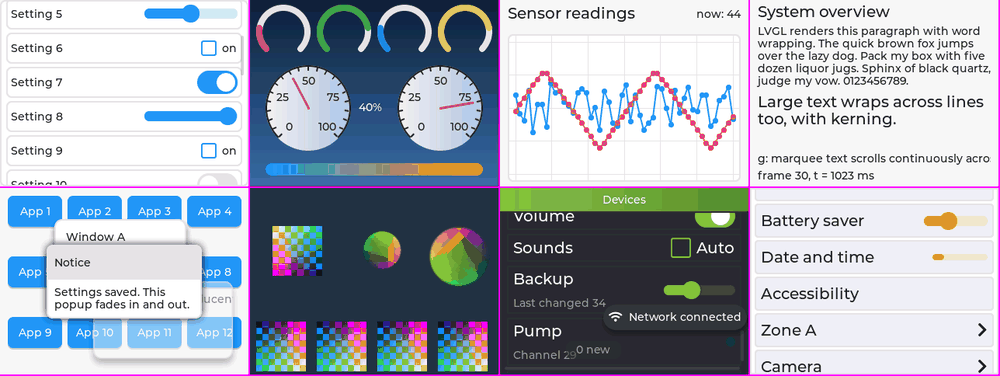 Setting 5
Setting 6
on
Setting 7
Setting 8
Setting 9
on
Setting 10
50
25
75
0
100
40%
50
25
75
0
100
Sensor readings
now: 44
System overview
LVGL renders this paragraph with word
wrapping. The quick brown fox jumps
over the lazy dog. Pack my box with five
dozen liquor jugs. Sphinx of black quartz,
judge my vow. 0123456789.
Large text wraps across lines
too, with kerning.
g: marquee text scrolls continuously acro
frame 30, t = 1023 ms
App 1
App 2
App 3
App 4
Window A
App 8
Notice
Settings saved. This
popup fades in and out.
App 9
App 10
App 11
App 12
Devices
Volume
Sounds
Auto
Backup
Last changed 34
Network connected
Pump
Channel 29
0 new
Battery saver
Date and time
Accessibility
Zone A
Camera